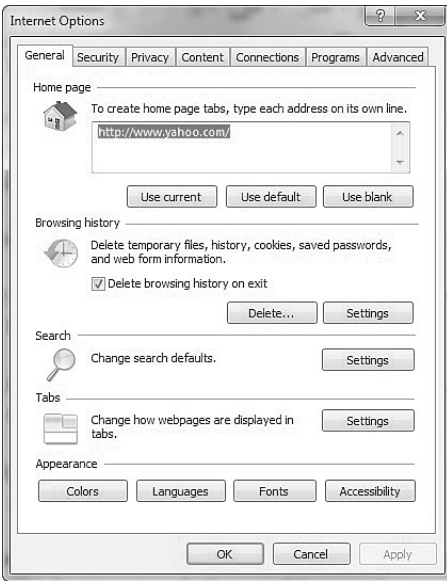 Internet Options
? X
General Security Privacy Content Connections Programs Advanced
Home page
To create home page tabs, type each address on its own line.
http://www.yahoo.com/
Use current Use default Use blank
Browsing history
Delete temporary files, history, cookies, saved passwords,
and web form information.
Delete browsing history on exit
Delete... Settings
Search
Change search defaults. Settings
Tabs
Change how webpages are displayed in Settings
tabs.
Appearance
Colors Languages Fonts Accessibility
OK Cancel Apply